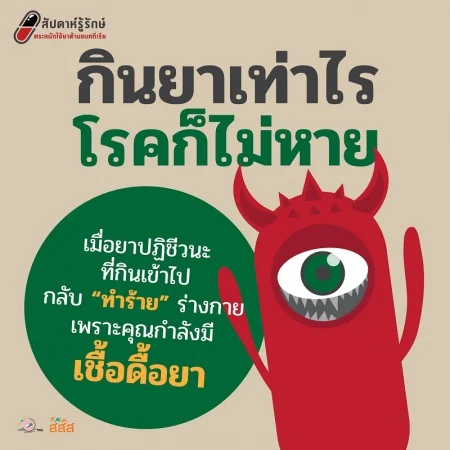 สัปดาห์รู้รักษ์
ตระหนักใช้ยาต้านแบคทีเรีย
กินยาเท่าไร
โรคก็ไม่หาย
เมื่อยาปฏิชีวนะ
ที่กินเข้าไป
กลับ “ทำร้าย” ร่างกาย
เพราะคุณกำลังมี
เชื้อดื้อยา
สสส